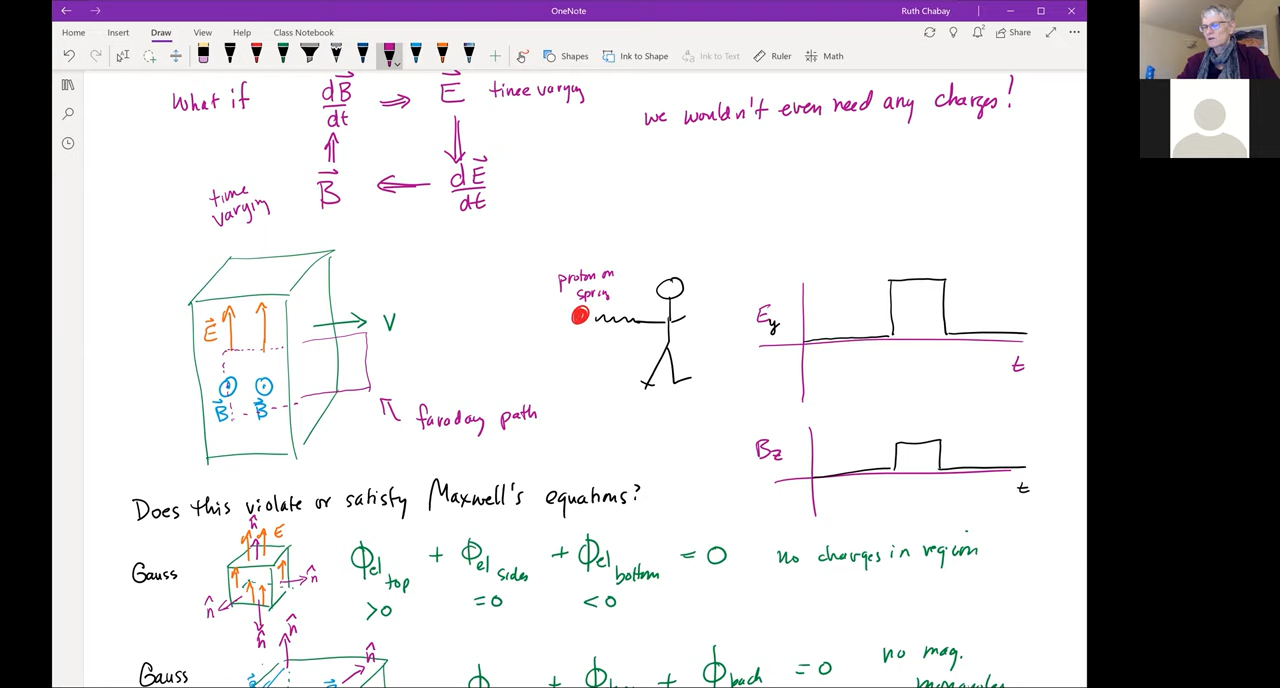 OneNote
Ruth Chabay
Home Insert Draw View Help Class Notebook
Share
Shapes Ink to Shape Ink to Text Ruler Math
What if dB/dt ⇒ E tinee varying
we wouldn't even need any charges!
time varying B ⇐ dE/dt
proton on
spring
E
V
Ey
t
B B
faraday path
Bz
t
Does this violate or satisfy Maxwell's equations?
n̂ E
Gauss Φel top + Φel sides + Φel bottom = 0 no charges in region
n̂ n̂
>0 =0 <0
n̂
n̂ n̂
Gauss Φ + Φ + Φback = 0 no mag.
monopoles